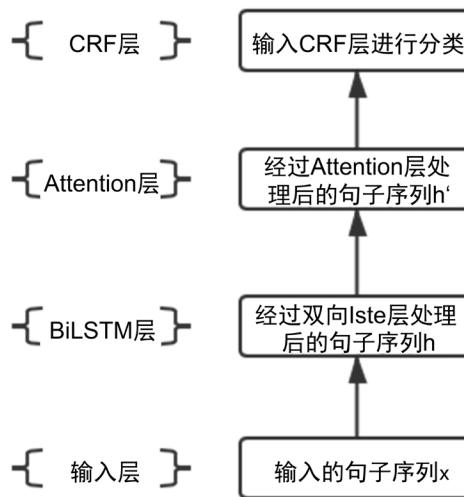 CRF层
输入CRF层进行分类
Attention层
经过Attention层处
理后的句子序列h‘
BiLSTM层
经过双向lste层处理
后的句子序列h
输入层
输入的句子序列x